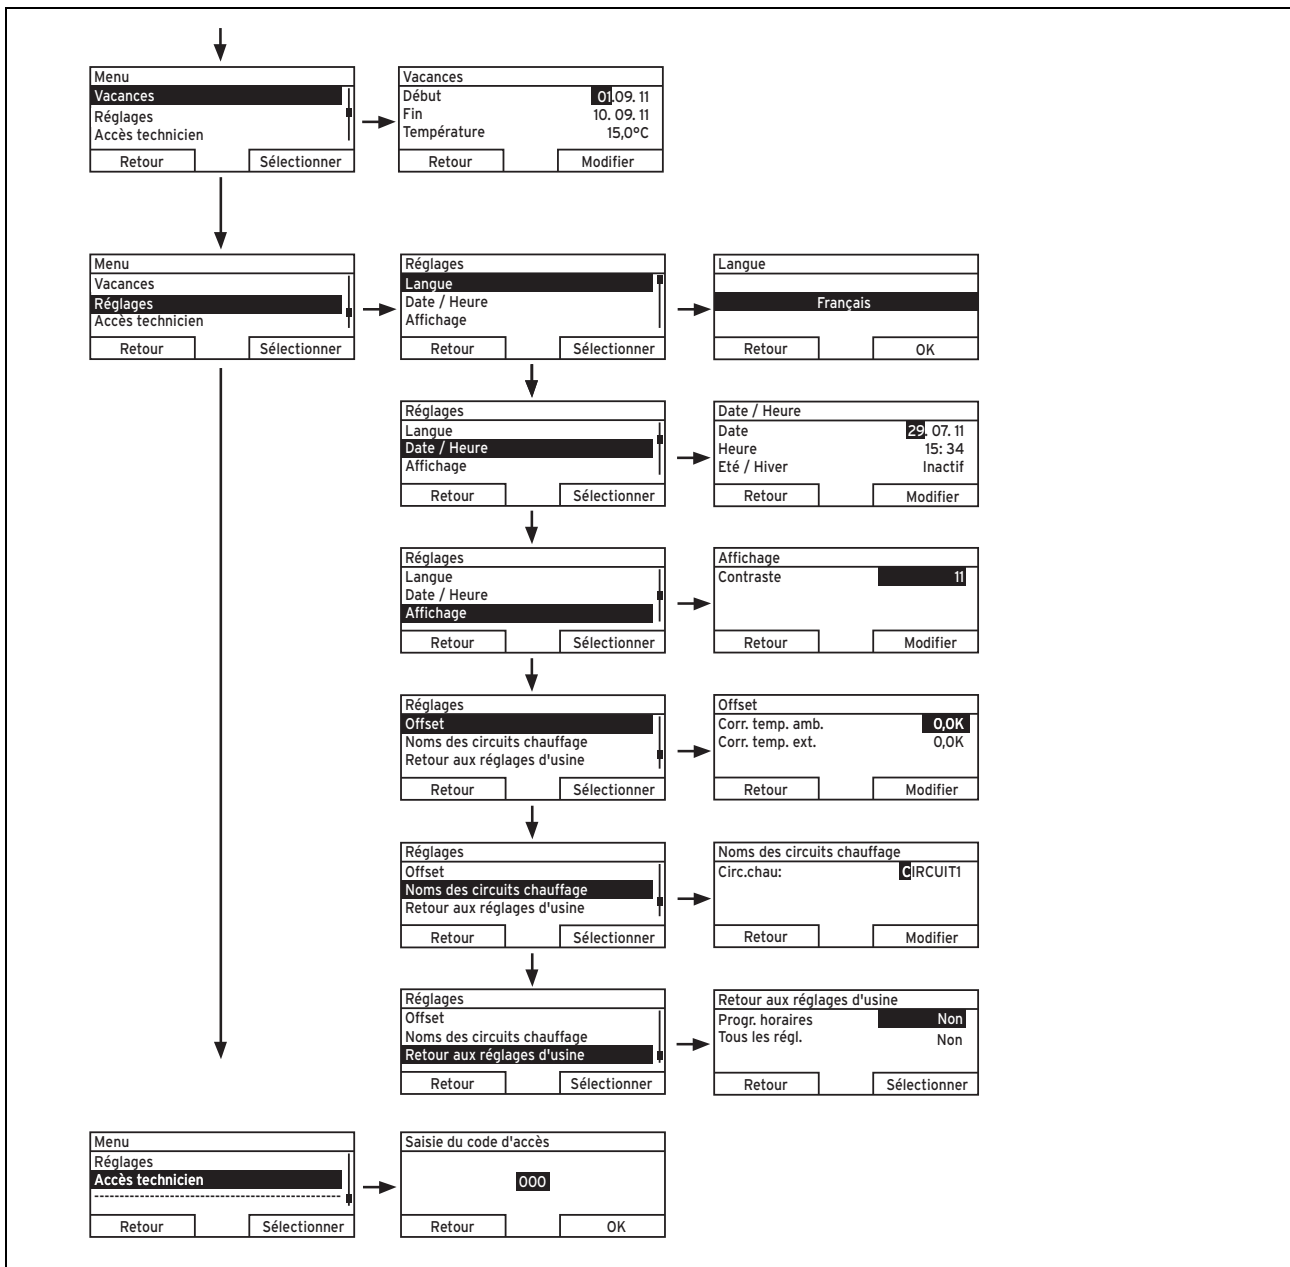 Menu
Vacances
Réglages
Accès technicien
Retour Sélectionner
Vacances
Début 01.09. 11
Fin 10. 09. 11
Température 15,0°C
Retour Modifier
Menu
Vacances
Réglages
Accès technicien
Retour Sélectionner
Réglages
Langue
Date / Heure
Affichage
Retour Sélectionner
Langue
Français
Retour OK
Réglages
Langue
Date / Heure
Affichage
Retour Sélectionner
Date / Heure
Date 29. 07. 11
Heure 15: 34
Eté / Hiver Inactif
Retour Modifier
Réglages
Langue
Date / Heure
Affichage
Retour Sélectionner
Affichage
Contraste 11
Retour Modifier
Réglages
Offset
Noms des circuits chauffage
Retour aux réglages d'usine
Retour Sélectionner
Offset
Corr. temp. amb. 0,0K
Corr. temp. ext. 0,0K
Retour Modifier
Réglages
Offset
Noms des circuits chauffage
Retour aux réglages d'usine
Retour Sélectionner
Noms des circuits chauffage
Circ.chau: CIRCUIT1
Retour Modifier
Réglages
Offset
Noms des circuits chauffage
Retour aux réglages d'usine
Retour Sélectionner
Retour aux réglages d'usine
Progr. horaires Non
Tous les régl. Non
Retour Sélectionner
Menu
Réglages
Accès technicien
Retour Sélectionner
Saisie du code d'accès
000
Retour OK